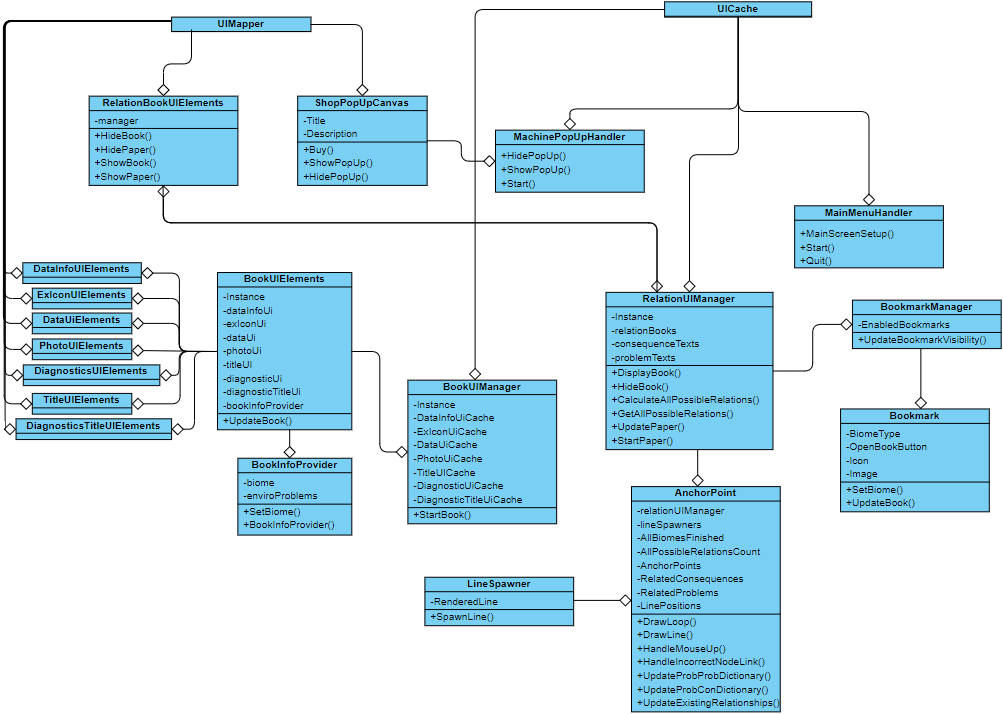 UIMapper
UICache
RelationBookUIElements
-manager
+HideBook()
+HidePaper()
+ShowBook()
+ShowPaper()
ShopPopUpCanvas
-Title
-Description
+Buy()
+ShowPopUp()
+HidePopUp()
MachinePopUpHandler
+HidePopUp()
+ShowPopUp()
+Start()
MainMenuHandler
+MainScreenSetup()
+Start()
+Quit()
DataInfoUIElements
ExIconUIElements
DataUiElements
PhotoUIElements
DiagnosticsUIElements
TitleUIElements
DiagnosticsTitleUIElements
BookUIElements
-Instance
-dataInfoUi
-exIconUi
-dataUi
-photoUi
-titleUI
-diagnosticUi
-diagnosticTitleUi
-bookInfoProvider
+UpdateBook()
BookInfoProvider
-biome
-enviroProblems
+SetBiome()
+BookInfoProvider()
BookUIManager
-Instance
-DataInfoUiCache
-ExIconUiCache
-DataUiCache
-PhotoUiCache
-TitleUICache
-DiagnosticUiCache
-DiagnosticTitleUiCache
+StartBook()
RelationUIManager
-Instance
-relationBooks
-consequenceTexts
-problemTexts
+DisplayBook()
+HideBook()
+CalculateAllPossibleRelations()
+GetAllPossibleRelations()
+UpdatePaper()
+StartPaper()
BookmarkManager
-EnabledBookmarks
+UpdateBookmarkVisibility()
Bookmark
-BiomeType
-OpenBookButton
-Icon
-Image
+SetBiome()
+UpdateBook()
AnchorPoint
-relationUIManager
-lineSpawners
-AllBiomesFinished
-AllPossibleRelationsCount
-AnchorPoints
-RelatedConsequences
-RelatedProblems
-LinePositions
+DrawLoop()
+DrawLine()
+HandleMouseUp()
+HandleIncorrectNodeLink()
+UpdateProbProbDictionary()
+UpdateProbConDictionary()
+UpdateExistingRelationships()
LineSpawner
-RenderedLine
+SpawnLine()